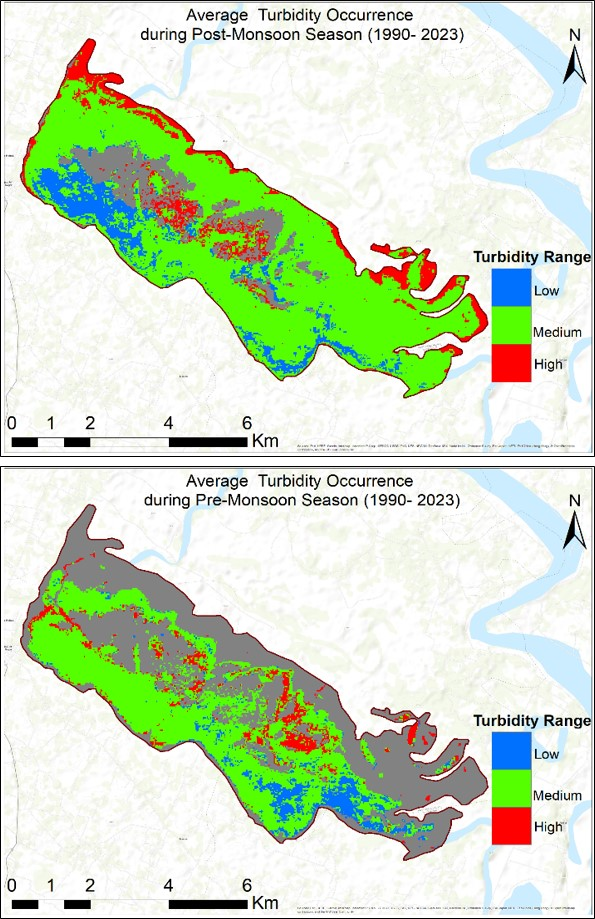 Average Turbidity Occurrence
during Post-Monsoon Season (1990- 2023)
N
Turbidity Range
Low
Medium
High
0 1 2 4 6
Km
Average Turbidity Occurrence
during Pre-Monsoon Season (1990- 2023)
N
Turbidity Range
Low
Medium
High
0 1 2 4 6
Km